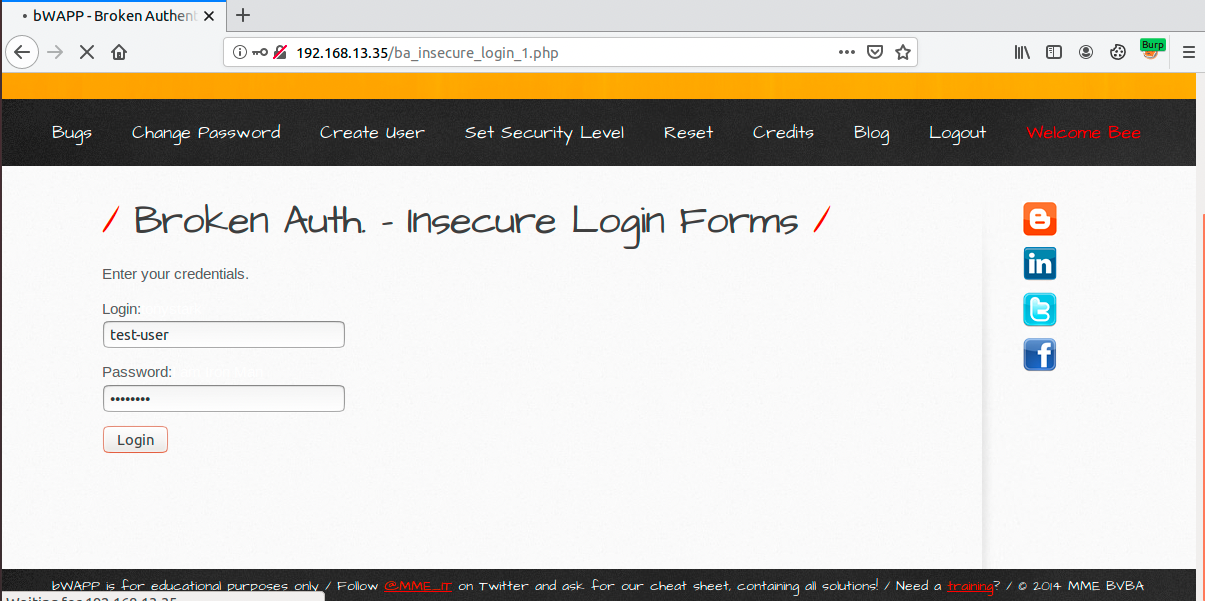 bWAPP - Broken Authent
192.168.13.35/ba_insecure_login_1.php
Burp
Bugs Change Password Create User Set Security Level Reset Credits Blog Logout Welcome Bee
/ Broken Auth. - Insecure Login Forms /
Enter your credentials.
Login:
test-user
Password:
••••••••
Login
bWAPP is for educational purposes only / Follow @MME_IT on Twitter and ask for our cheat sheet, containing all solutions! / Need a training? / © 2014 MME BVBA
Waiting for 192.168.13.35